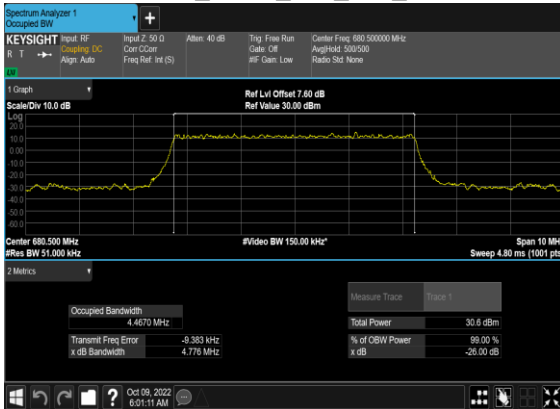 Spectrum Analyzer 1
Occupied BW
KEYSIGHT
R T
LW
Input: RF
Coupling: DC
Align: Auto
Input Z: 50 Ω
Corr CCorr
Freq Ref: Int (S)
Atten: 40 dB
Trig: Free Run
Gate: Off
#IF Gain: Low
Center Freq: 680.500000 MHz
Avg|Hold: 500/500
Radio Std: None
1 Graph
Scale/Div 10.0 dB
Ref Lvl Offset 7.60 dB
Ref Value 30.00 dBm
Log
20.0
10.0
0.00
-10.0
-20.0
-30.0
-40.0
-50.0
-60.0
Center 680.500 MHz
#Res BW 51.000 kHz
#Video BW 150.00 kHz*
Span 10 MH
Sweep 4.80 ms (1001 pts
2 Metrics
Measure Trace Trace 1
Occupied Bandwidth
4.4670 MHz
Total Power 30.6 dBm
Transmit Freq Error -9.383 kHz
% of OBW Power 99.00 %
x dB Bandwidth 4.776 MHz
x dB -26.00 dB
?
Oct 09, 2022
6:01:11 AM